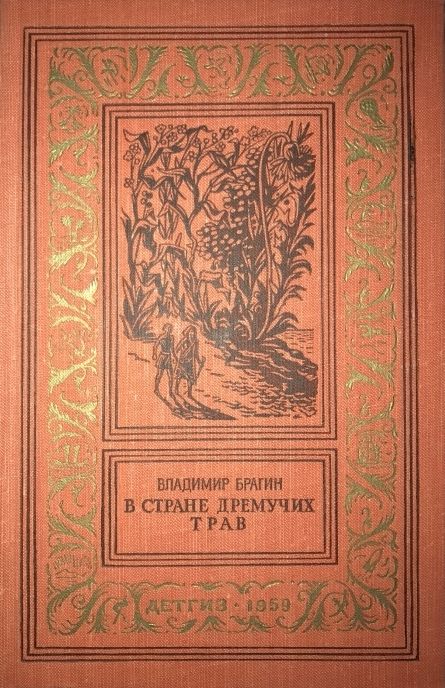 ВЛАДИМИР БРАГИН
В СТРАНЕ ДРЕМУЧИХ
ТРАВ
ДЕТГИЗ • 1959